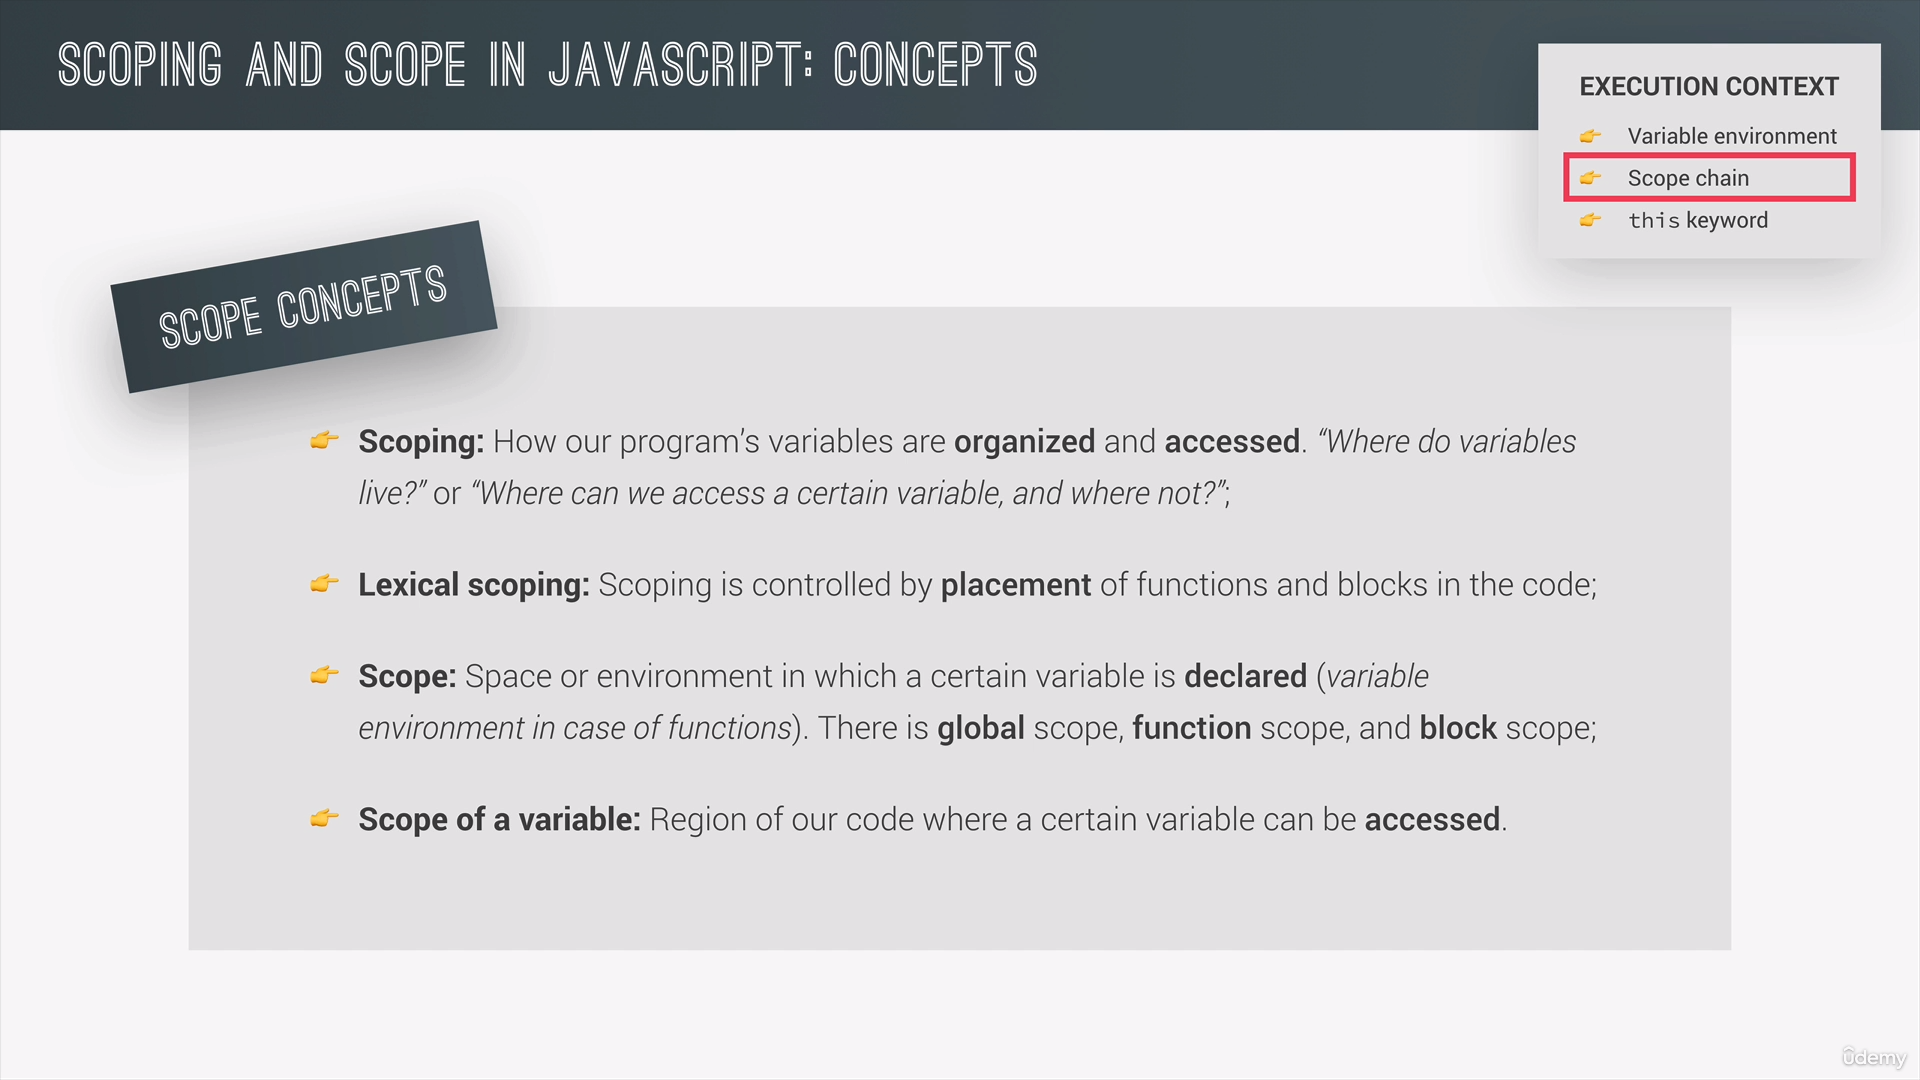 SCOPING AND SCOPE IN JAVASCRIPT: CONCEPTS
EXECUTION CONTEXT
👉 Variable environment
👉 Scope chain
👉 this keyword
SCOPE CONCEPTS
👉 Scoping: How our program’s variables are organized and accessed. “Where do variables
live?” or “Where can we access a certain variable, and where not?”;
👉 Lexical scoping: Scoping is controlled by placement of functions and blocks in the code;
👉 Scope: Space or environment in which a certain variable is declared (variable
environment in case of functions). There is global scope, function scope, and block scope;
👉 Scope of a variable: Region of our code where a certain variable can be accessed.
ûdemy